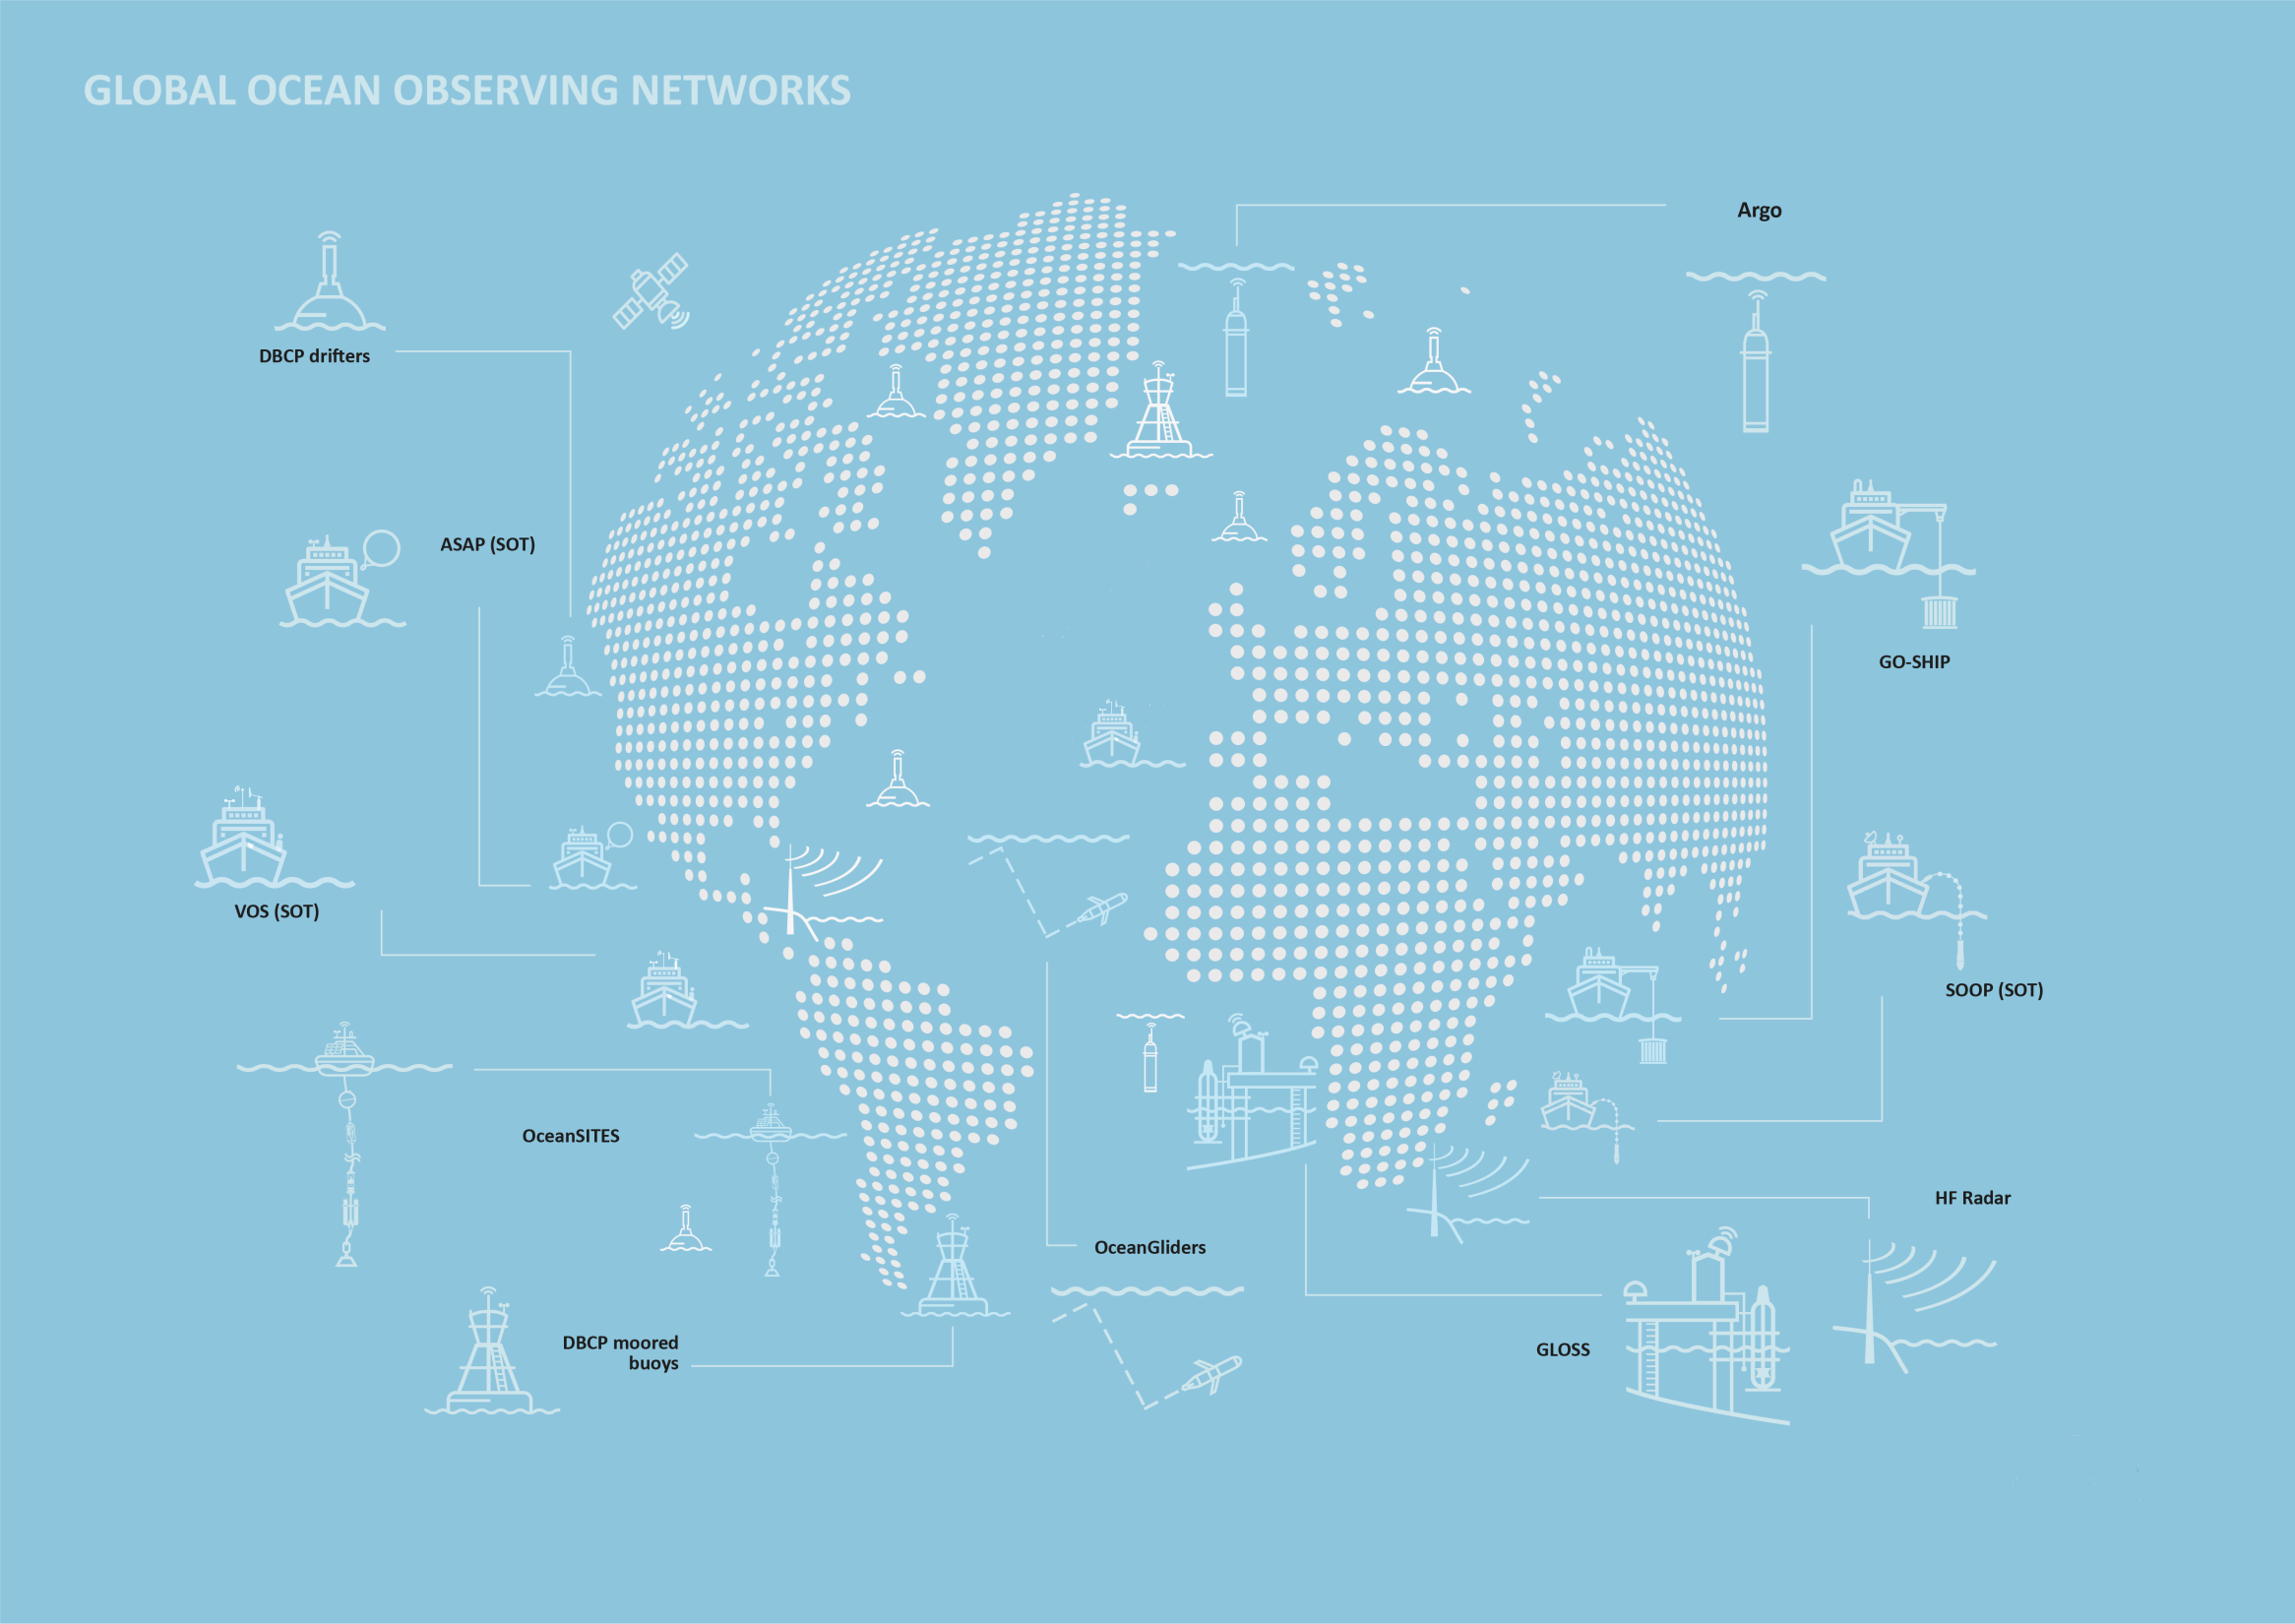 GLOBAL OCEAN OBSERVING NETWORKS
Argo
DBCP drifters
ASAP (SOT)
GO-SHIP
VOS (SOT)
SOOP (SOT)
OceanSITES
HF Radar
OceanGliders
DBCP moored
buoys
GLOSS